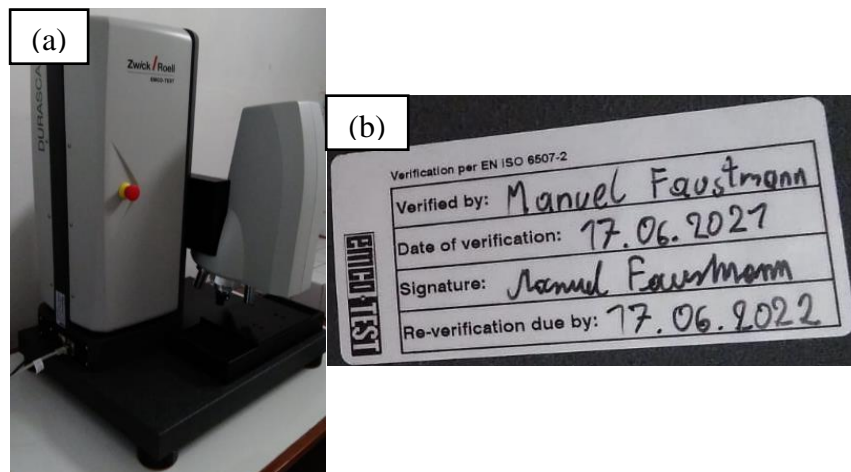 (a)
DURASCA
Zwick / Roell
EMCO-TEST
(b)
Verification per EN ISO 6507-2
Verified by: Manuel Faustmann
Date of verification: 17.06.2021
Signature: Manuel Faustmann
Re-verification due by: 17.06.2022
emco-TEST